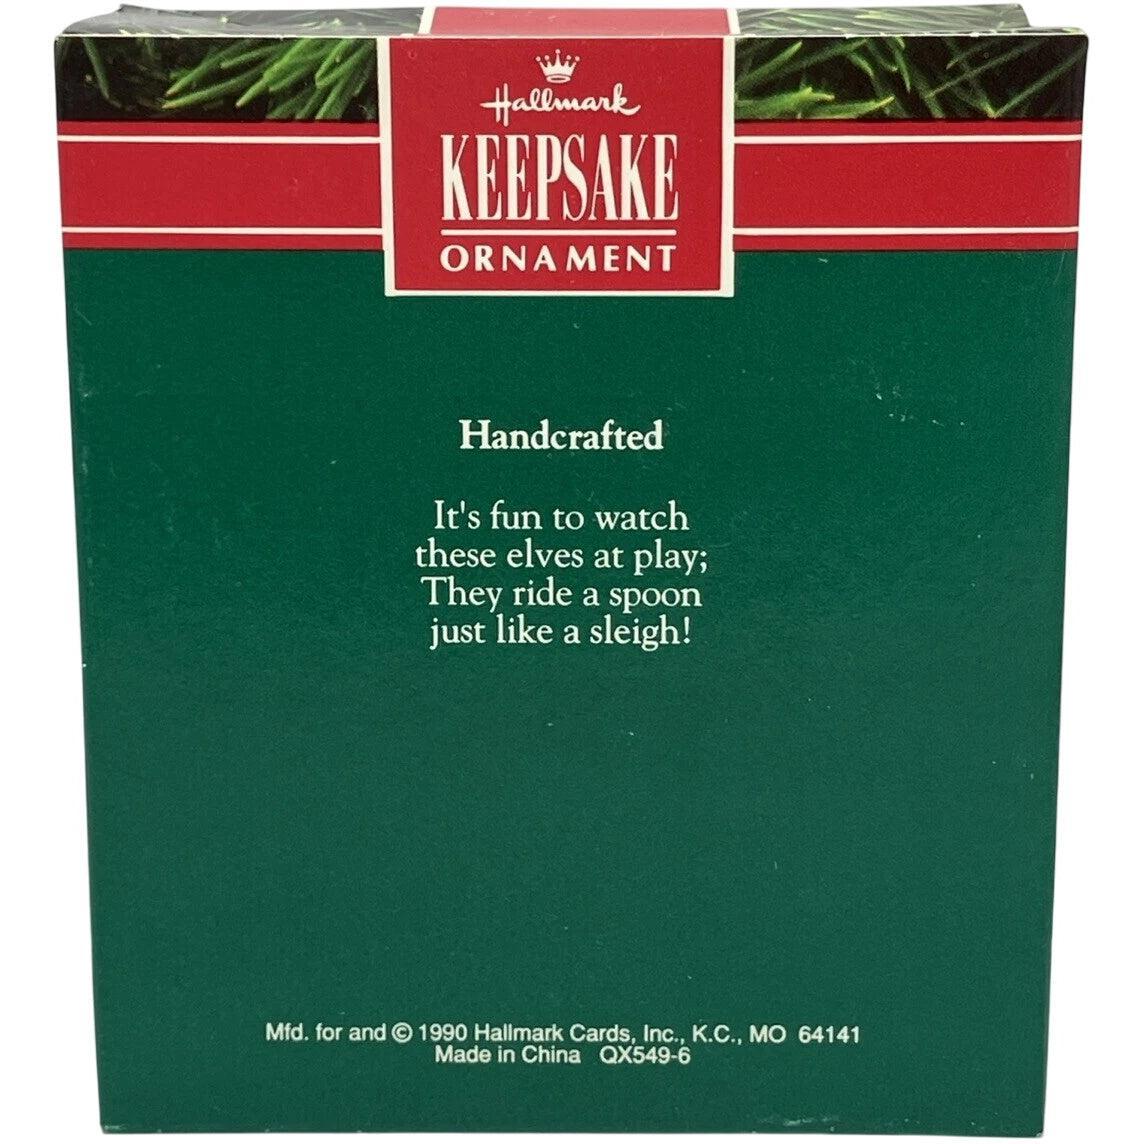 Hallmark
KEEPSAKE
ORNAMENT
Handcrafted
It's fun to watch
these elves at play;
They ride a spoon
just like a sleigh!
Mfd. for and © 1990 Hallmark Cards, Inc., K.C., MO 64141
Made in China QX549-6